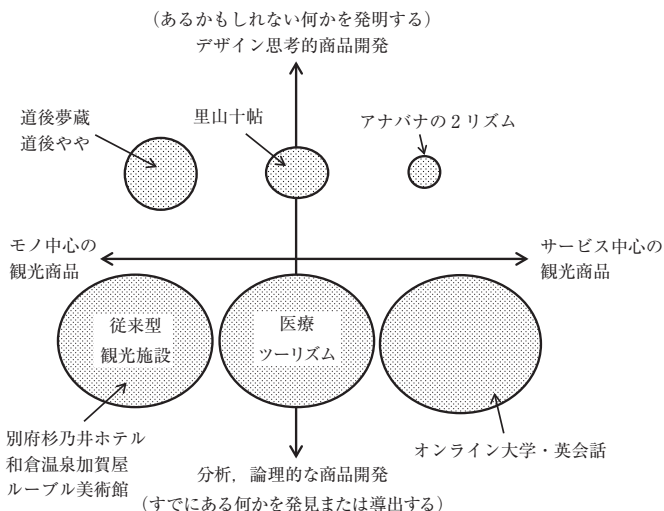 （あるかもしれない何かを発明する）
デザイン思考的商品開発
道後夢蔵
道後やや
里山十帖
アナバナの２リズム
モノ中心の
観光商品
サービス中心の
観光商品
従来型
観光施設
医療
ツーリズム
別府杉乃井ホテル
和倉温泉加賀屋
ルーブル美術館
オンライン大学・英会話
分析，論理的な商品開発
（すでにある何かを発見または導出する）